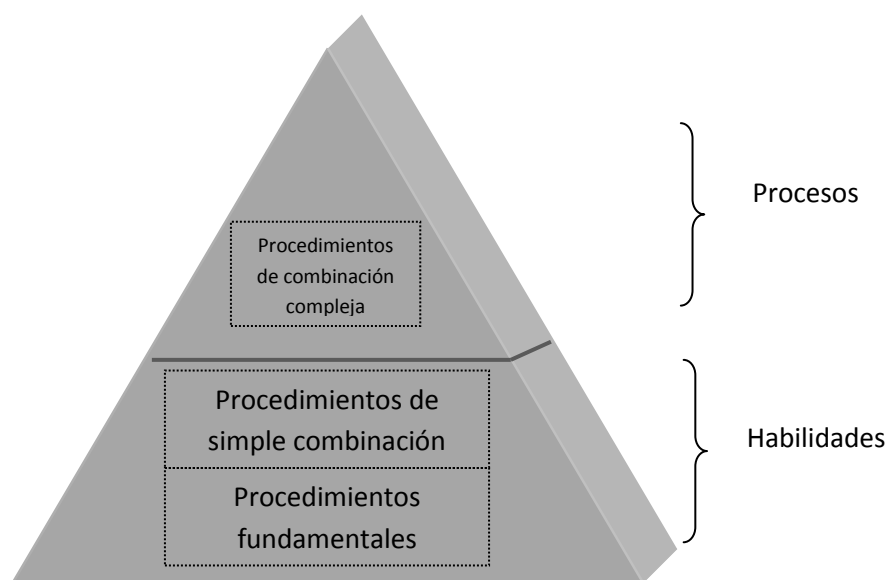 Procesos
Procedimientos
de combinación
compleja
Procedimientos de
simple combinación
Habilidades
Procedimientos
fundamentales